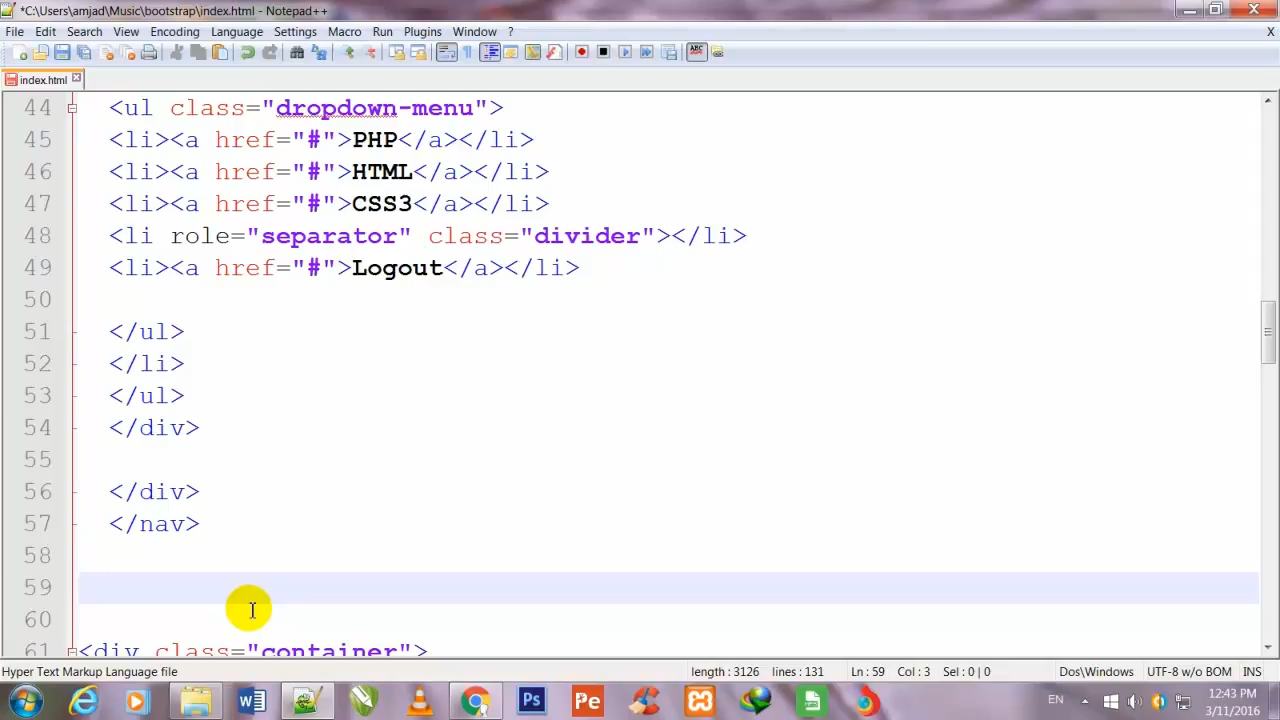 *C:\Users\amjad\Music\bootstrap\index.html - Notepad++
File Edit Search View Encoding Language Settings Macro Run Plugins Window ? X
index.html
44 <ul class="dropdown-menu">
45 <li><a href="#">PHP</a></li>
46 <li><a href="#">HTML</a></li>
47 <li><a href="#">CSS3</a></li>
48 <li role="separator" class="divider"></li>
49 <li><a href="#">Logout</a></li>
50
51 </ul>
52 </li>
53 </ul>
54 </div>
55
56 </div>
57 </nav>
58
59
60
61 <div class="container">
Hyper Text Markup Language file length : 3126 lines : 131 Ln : 59 Col : 3 Sel : 0 | 0 Dos\Windows UTF-8 w/o BOM INS
W Ps Pe EN 12:43 PM
3/11/2016